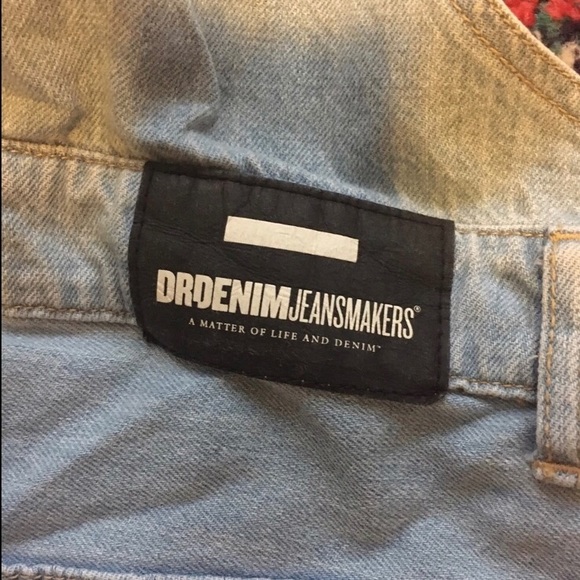 DRDENIMJEANSMAKERS®
A MATTER OF LIFE AND DENIM™